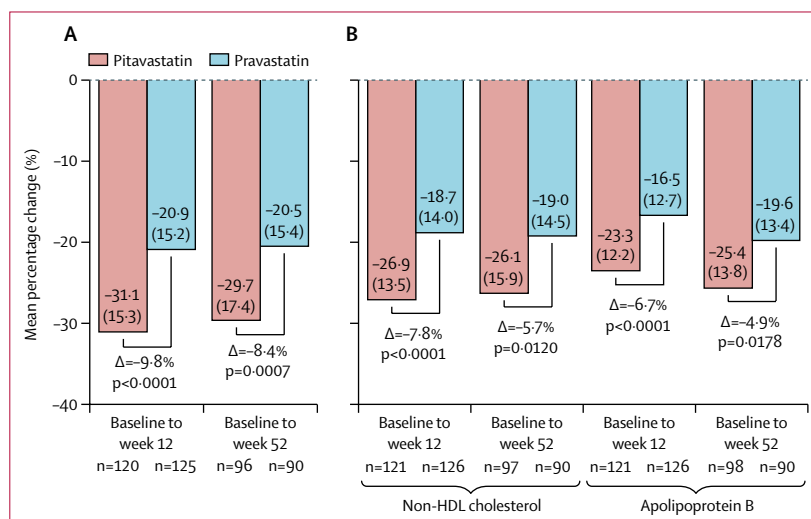 A
B
Pitavastatin Pravastatin
Mean percentage change (%)
0
−10
−20
−30
−40
−31·1
(15·3)
−20·9
(15·2)
Δ=−9·8%
p<0·0001
−29·7
(17·4)
−20·5
(15·4)
Δ=−8·4%
p=0·0007
−26·9
(13·5)
−18·7
(14·0)
Δ=−7·8%
p<0·0001
−26·1
(15·9)
−19·0
(14·5)
Δ=−5·7%
p=0·0120
−23·3
(12·2)
−16·5
(12·7)
Δ=−6·7%
p<0·0001
−25·4
(13·8)
−19·6
(13·4)
Δ=−4·9%
p=0·0178
Baseline to
week 12
n=120 n=125
Baseline to
week 52
n=96 n=90
Baseline to
week 12
n=121 n=126
Baseline to
week 52
n=97 n=90
Baseline to
week 12
n=121 n=126
Baseline to
week 52
n=98 n=90
Non-HDL cholesterol
Apolipoprotein B